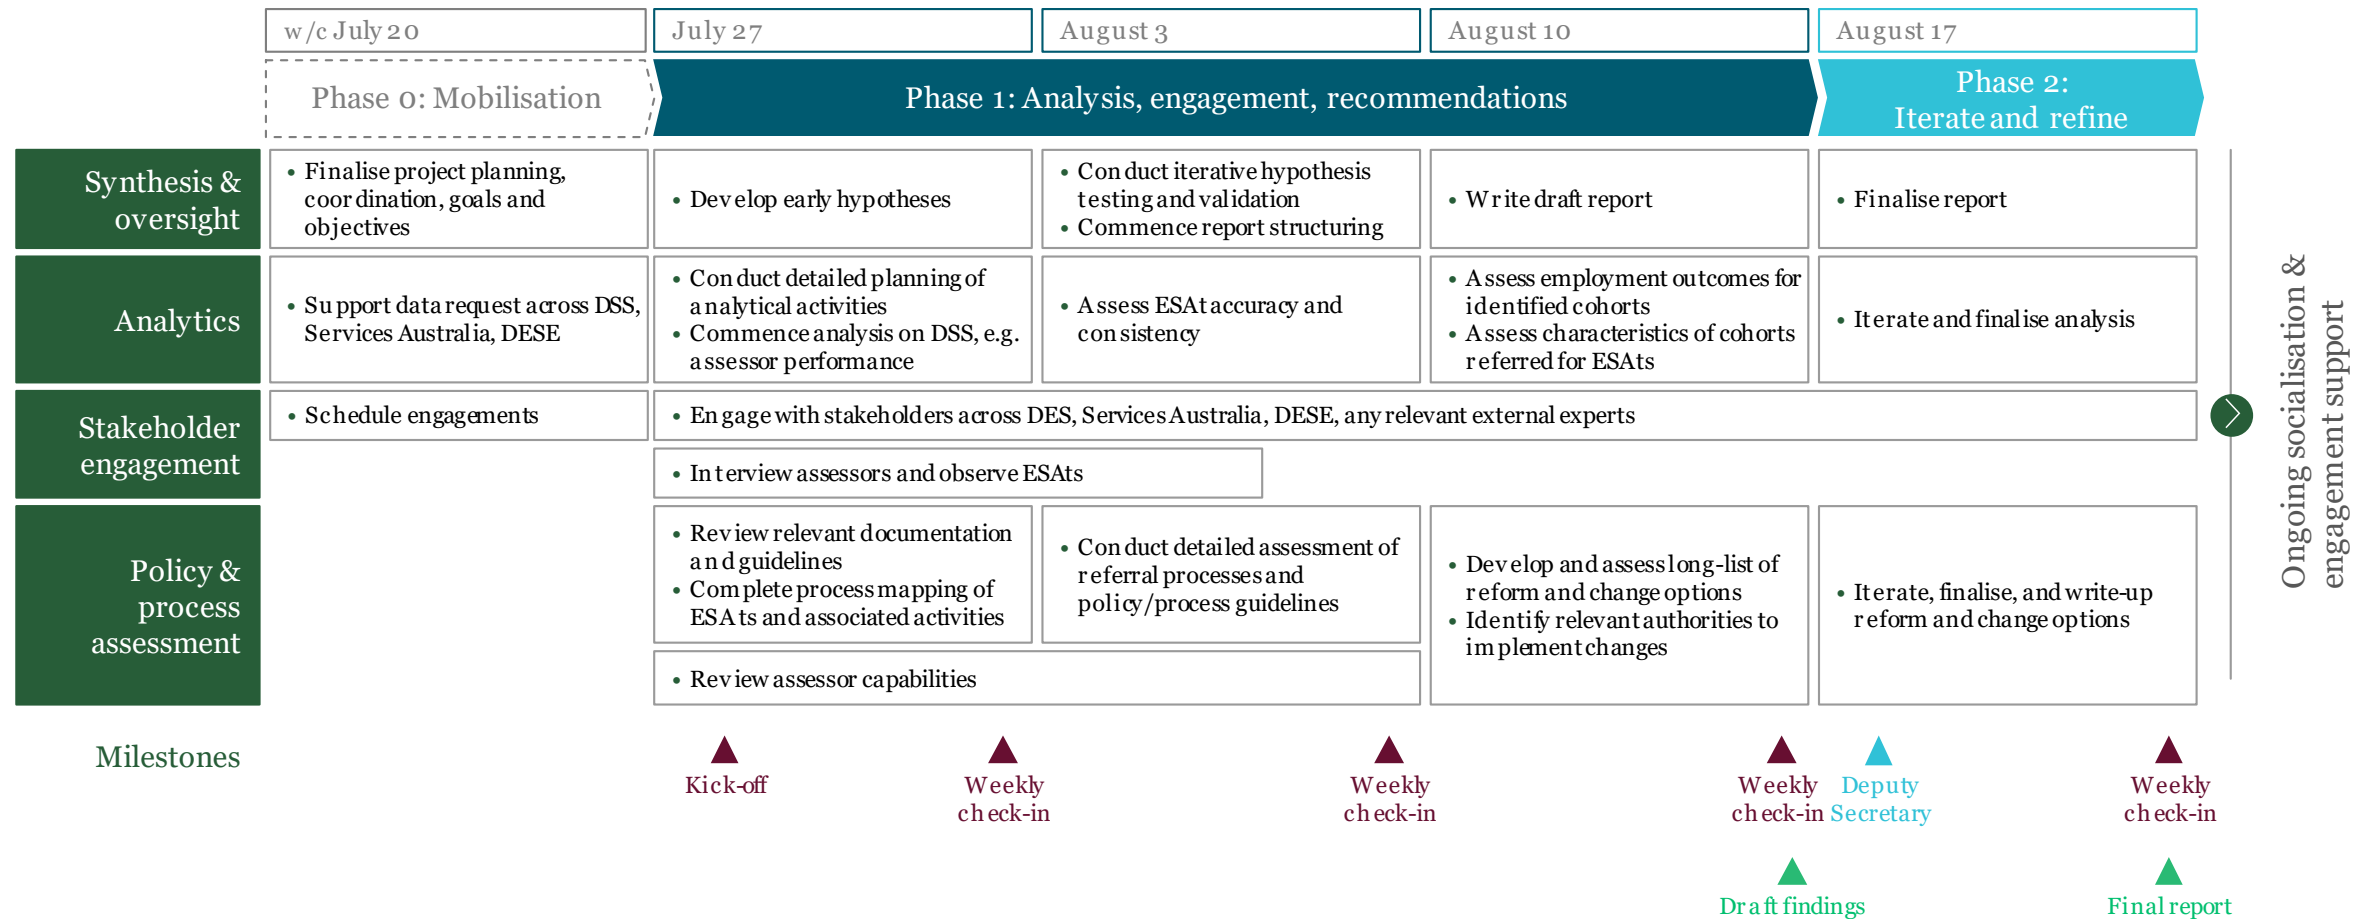 w/c July 20
July 27
August 3
August 10
August 17
Phase 0: Mobilisation
Phase 1: Analysis, engagement, recommendations
Phase 2:
Iterate and refine
Synthesis &
oversight
• Finalise project planning,
coordination, goals and
objectives
• Develop early hypotheses
• Conduct iterative hypothesis
testing and validation
• Commence report structuring
• Write draft report
• Finalise report
Analytics
• Support data request across DSS,
Services Australia, DESE
• Conduct detailed planning of
analytical activities
• Commence analysis on DSS, e.g.
assessor performance
• Assess ESAt accuracy and
consistency
• Assess employment outcomes for
identified cohorts
• Assess characteristics of cohorts
referred for ESAts
• Iterate and finalise analysis
Stakeholder
engagement
• Schedule engagements
• Engage with stakeholders across DES, Services Australia, DESE, any relevant external experts
• Interview assessors and observe ESAts
Policy &
process
assessment
• Review relevant documentation
and guidelines
• Complete process mapping of
ESAts and associated activities
• Conduct detailed assessment of
referral processes and
policy/process guidelines
• Develop and assess long-list of
reform and change options
• Identify relevant authorities to
implement changes
• Iterate, finalise, and write-up
reform and change options
• Review assessor capabilities
Ongoing socialisation &
engagement support
Milestones
Kick-off
Weekly
check-in
Weekly
check-in
Weekly
check-in
Deputy
Secretary
Weekly
check-in
Draft findings
Final report